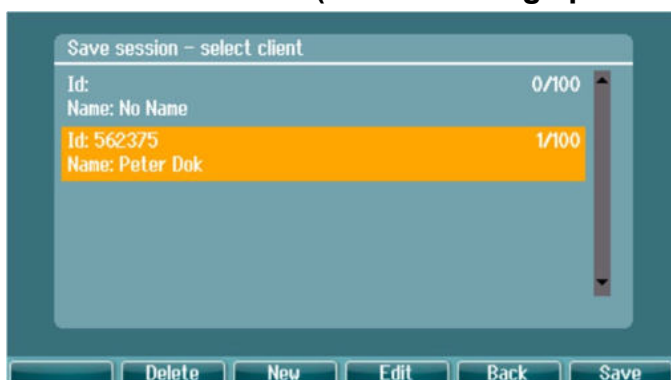 Save session - select client
Id: 0/100
Name: No Name
Id: 562375 1/100
Name: Peter Dok
Delete New Edit Back Save